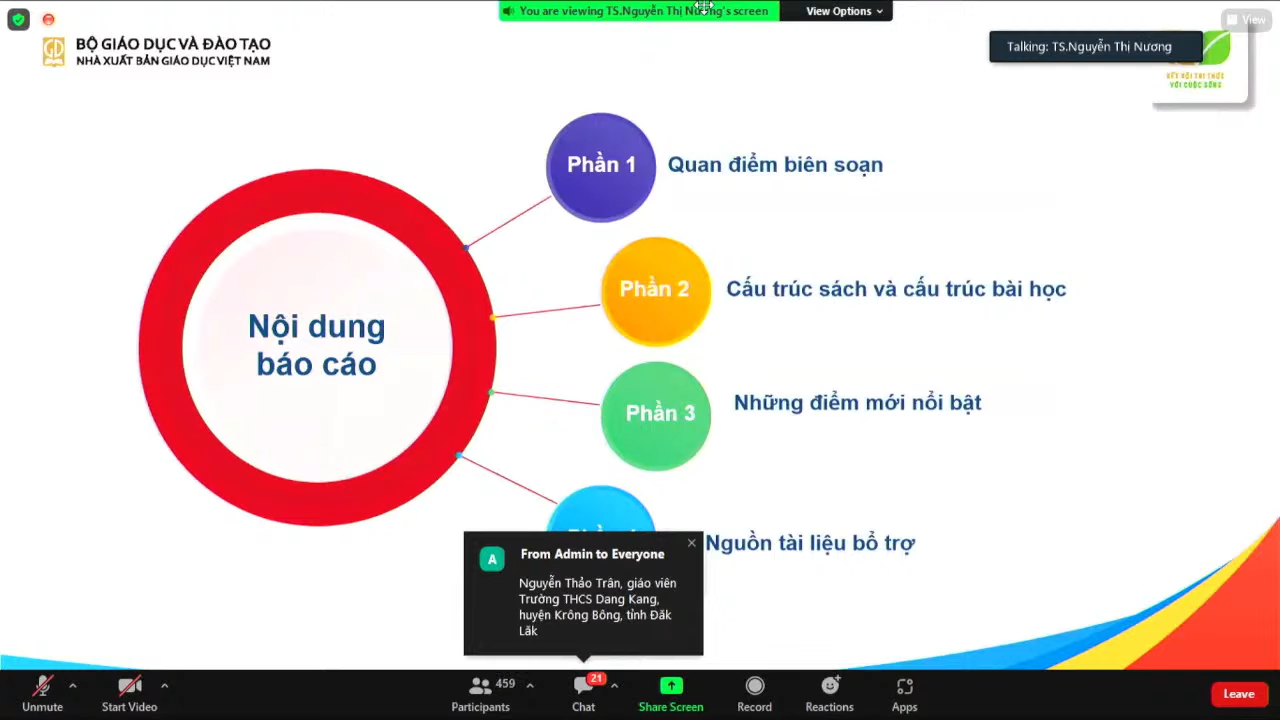 You are viewing TS.Nguyễn Thị Nương's screen
View Options
View
BỘ GIÁO DỤC VÀ ĐÀO TẠO
NHÀ XUẤT BẢN GIÁO DỤC VIỆT NAM
Talking: TS.Nguyễn Thị Nương
KẾT NỐI TRI THỨC
VỚI CUỘC SỐNG
Phần 1
Quan điểm biên soạn
Phần 2
Cấu trúc sách và cấu trúc bài học
Nội dung
báo cáo
Phần 3
Những điểm mới nổi bật
Nguồn tài liệu bổ trợ
A
From Admin to Everyone
Nguyễn Thảo Trân, giáo viên
Trường THCS Dang Kang,
huyện Krông Bông, tỉnh Đăk
Lăk
Unmute
Start Video
459
Participants
21
Chat
Share Screen
Record
Reactions
Apps
Leave